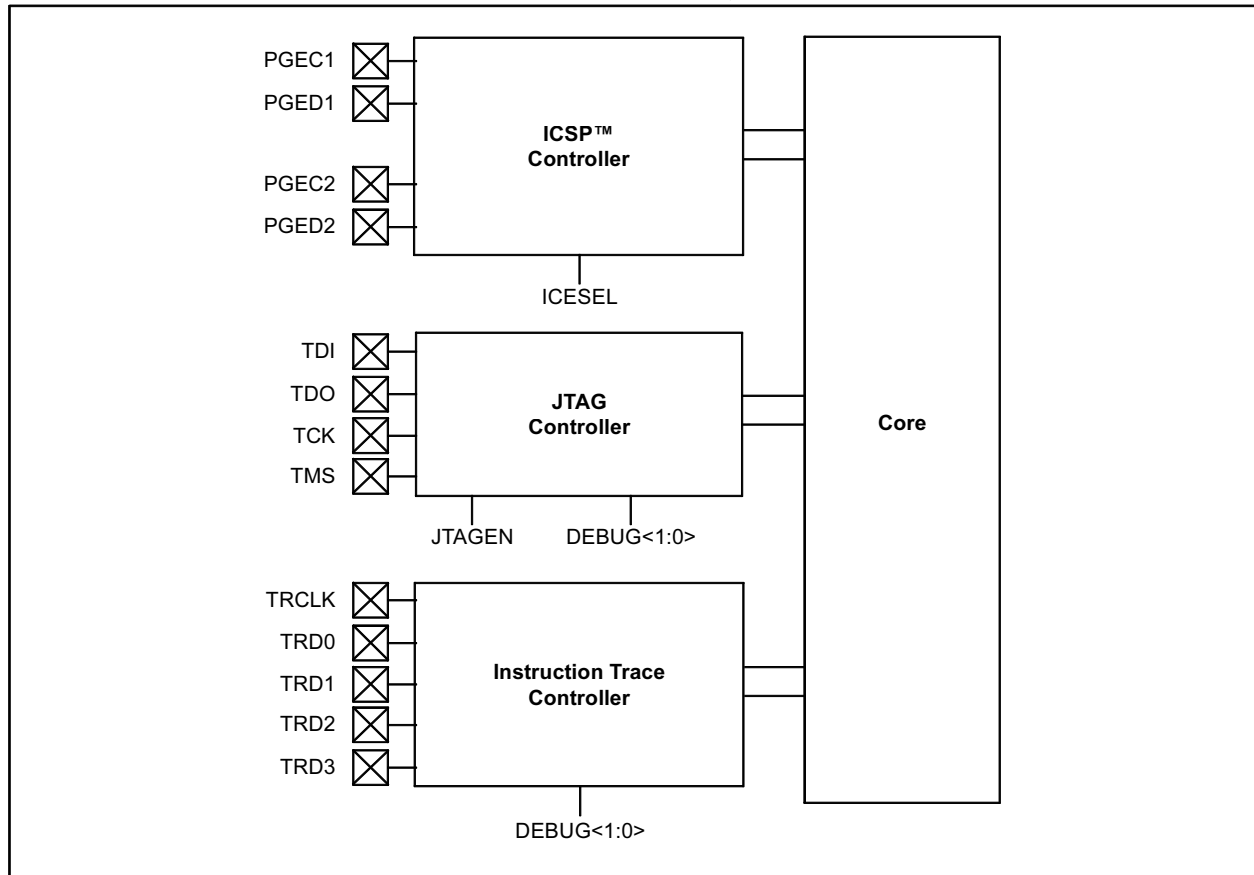 PGEC1
PGED1
PGEC2
PGED2
ICSP™
Controller
ICESEL
TDI
TDO
TCK
TMS
JTAG
Controller
JTAGEN
DEBUG<1:0>
Core
TRCLK
TRD0
TRD1
TRD2
TRD3
Instruction Trace
Controller
DEBUG<1:0>